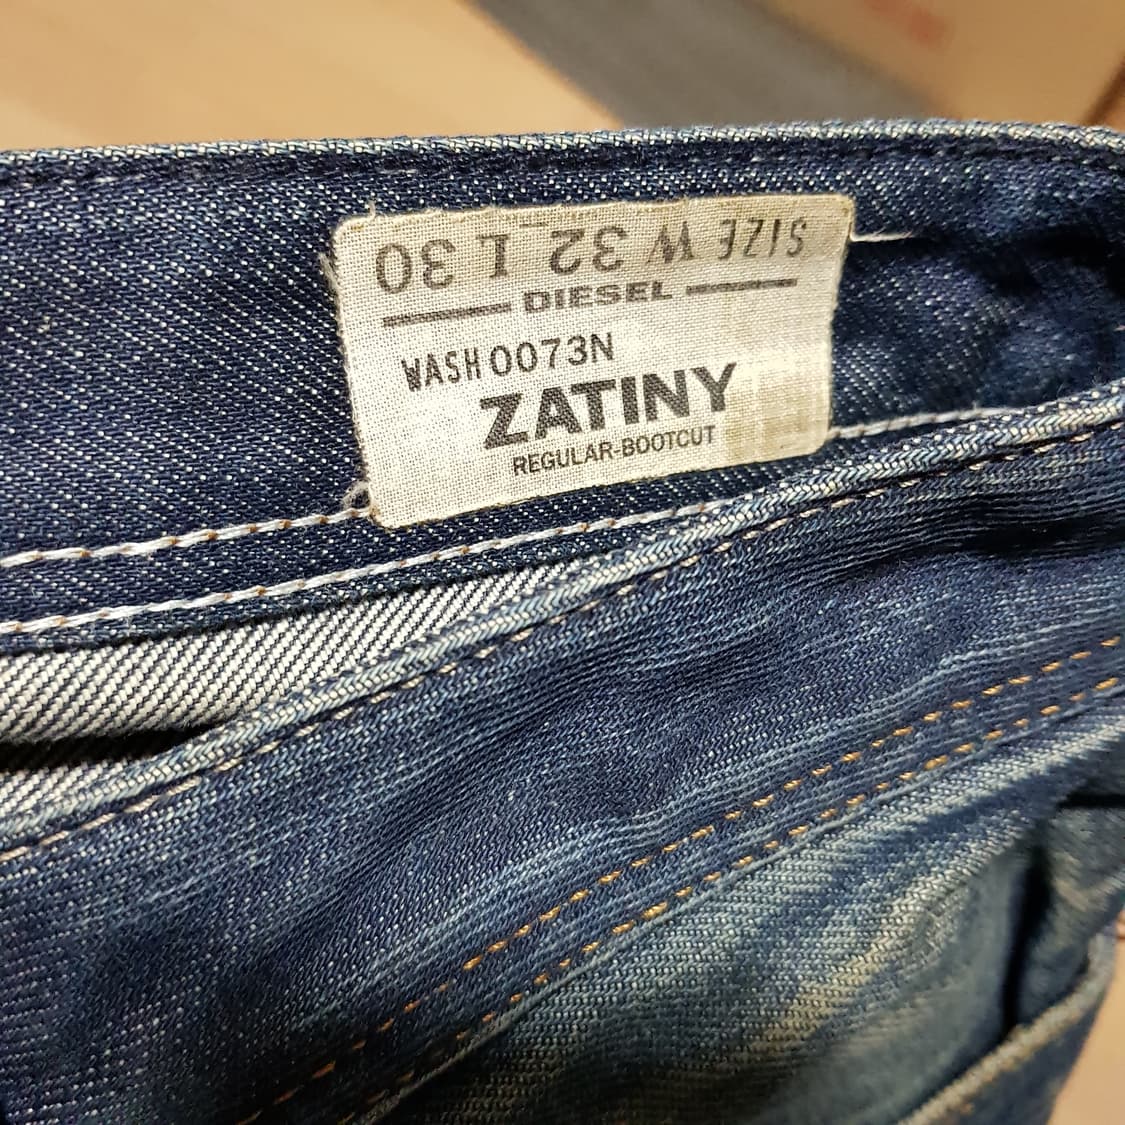 SIZE W 32 L 30
DIESEL
WASH 0073N
ZATINY
REGULAR-BOOTCUT